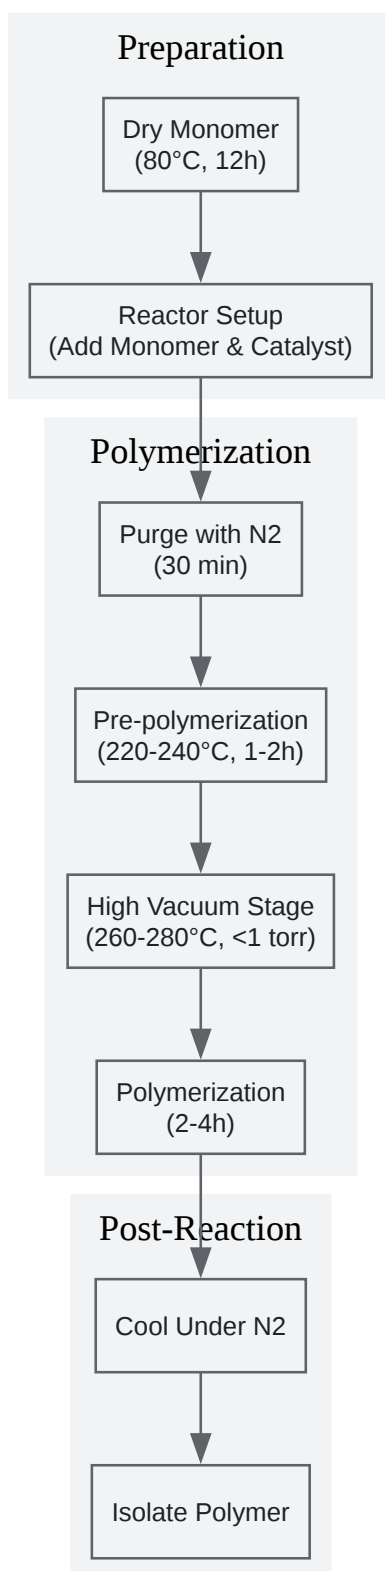 Preparation
Dry Monomer
(80°C, 12h)
Reactor Setup
(Add Monomer & Catalyst)
Polymerization
Purge with N2
(30 min)
Pre-polymerization
(220-240°C, 1-2h)
High Vacuum Stage
(260-280°C, <1 torr)
Polymerization
(2-4h)
Post-Reaction
Cool Under N2
Isolate Polymer